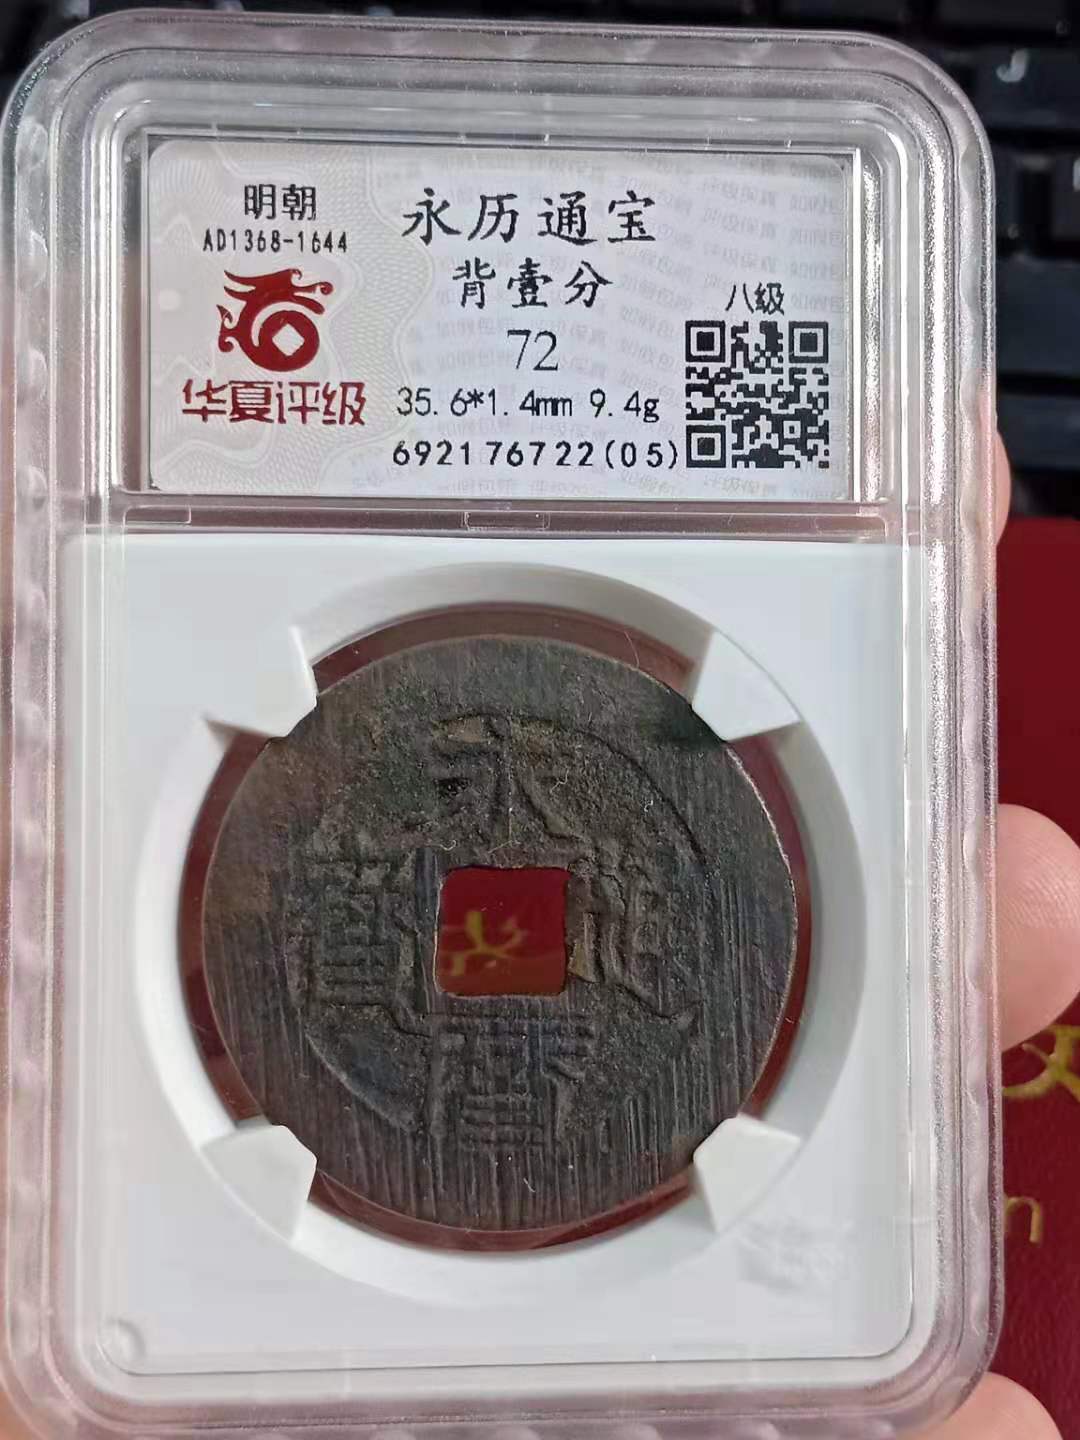 明朝
AD1368-1644
华夏评级
永历通宝
背壹分
72
35.6*1.4mm 9.4g
692176722(05)
八级
永
通
寶
曆